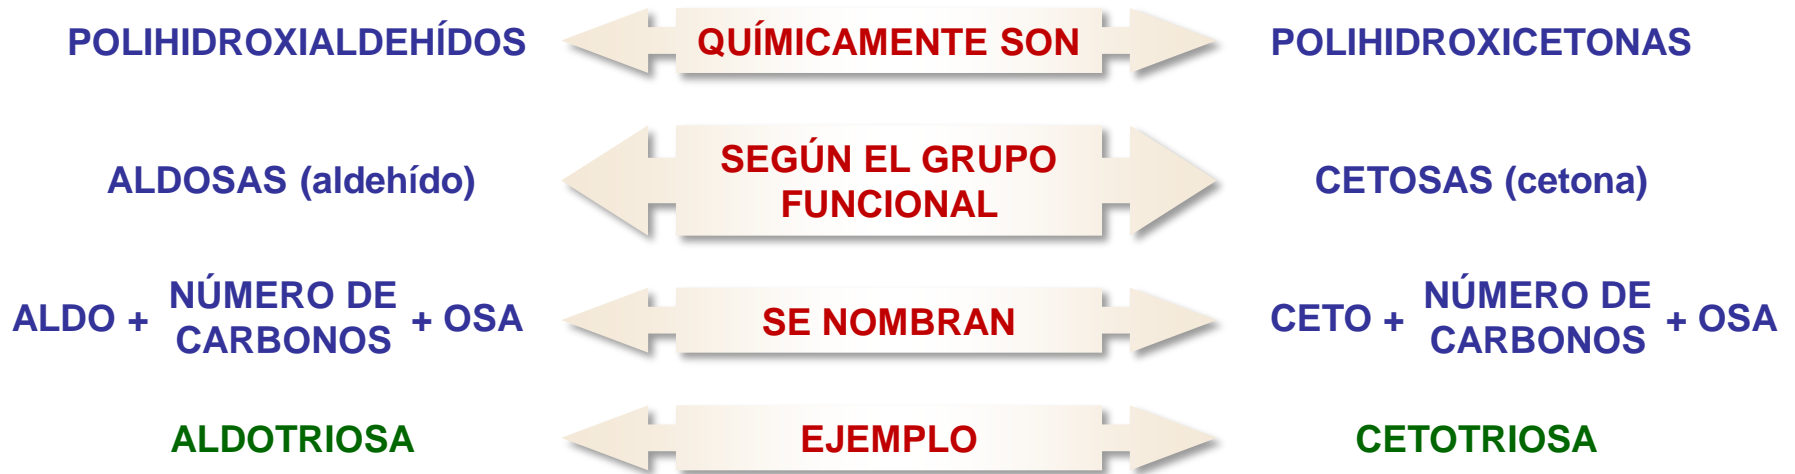 POLIHIDROXIALDEHÍDOS QUÍMICAMENTE SON POLIHIDROXICETONAS
ALDOSAS (aldehído)
SEGÚN EL GRUPO
FUNCIONAL
CETOSAS (cetona)
ALDO + NÚMERO DE
CARBONOS + OSA
SE NOMBRAN
CETO + NÚMERO DE
CARBONOS + OSA
ALDOTRIOSA EJEMPLO CETOTRIOSA